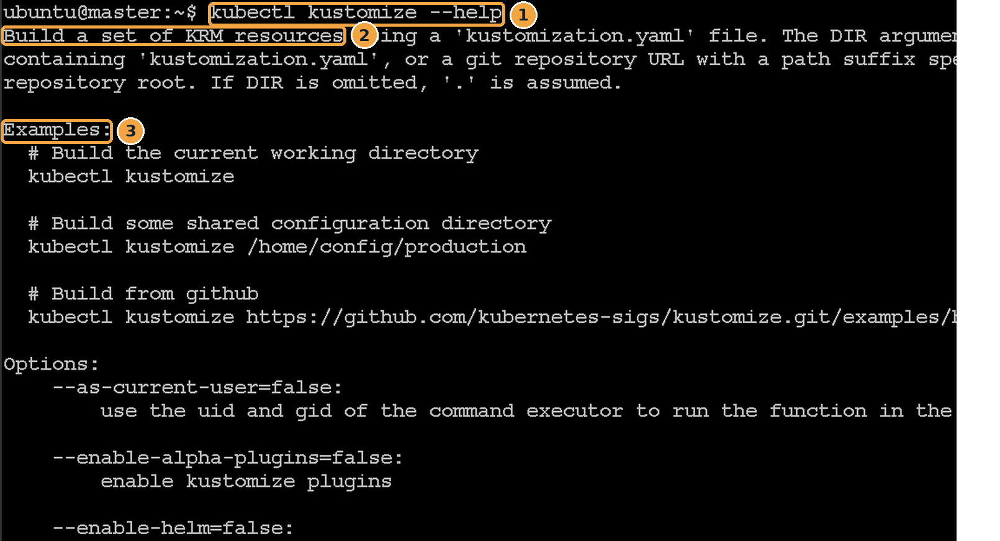 ubuntu@master:~$ kubectl kustomize --help 1
Build a set of KRM resources 2 ing a 'kustomization.yaml' file. The DIR
containing 'kustomization.yaml', or a git repository URL with a path suffix
repository root. If DIR is omitted, '.' is assumed.
Examples: 3
# Build the current working directory
kubectl kustomize
# Build some shared configuration directory
kubectl kustomize /home/config/production
# Build from github
kubectl kustomize https://github.com/kubernetes-sigs/kustomize.git/examples/
Options:
--as-current-user=false:
use the uid and gid of the command executor to run the function in the
--enable-alpha-plugins=false:
enable kustomize plugins
--enable-helm=false: